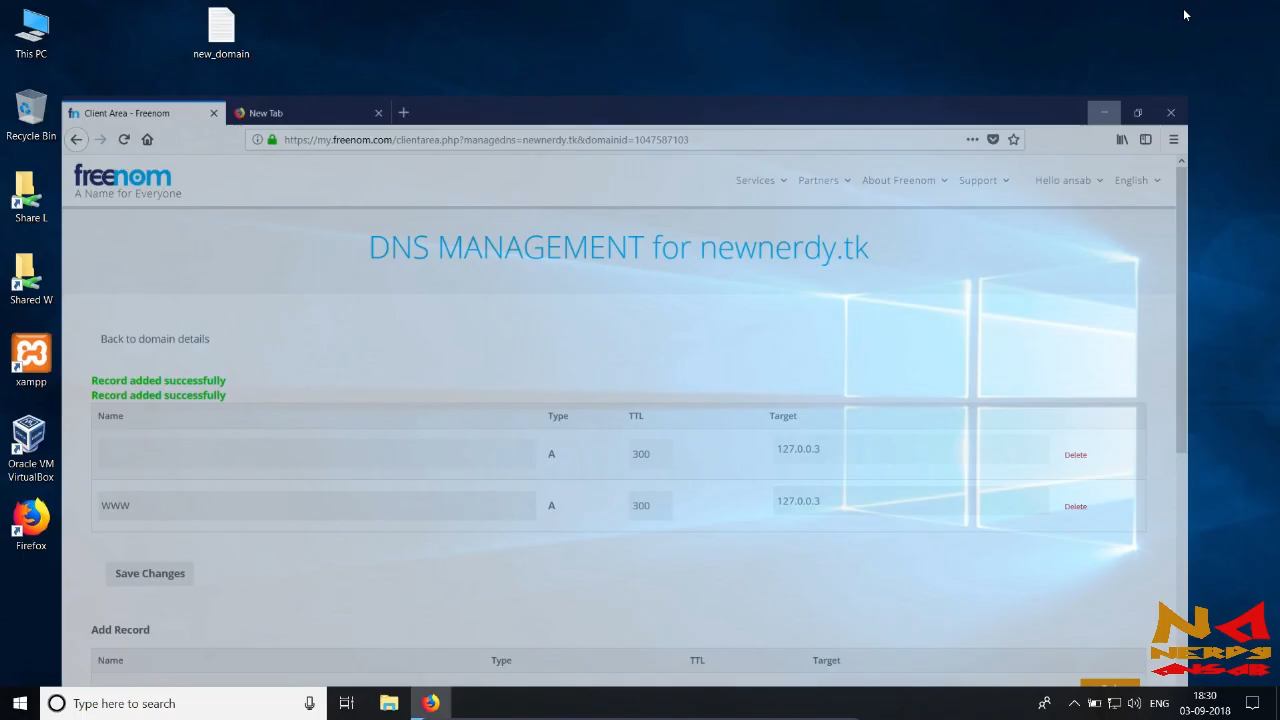 This PC
new_domain
Recycle Bin
Share L
Shared W
xampp
Oracle VM
VirtualBox
Firefox
Client Area - Freenom
New Tab
https://my.freenom.com/clientarea.php?managedns=newnerdy.tk&domainid=1047587103
freenom
A Name for Everyone
Services
Partners
About Freenom
Support
Hello ansab
English
DNS MANAGEMENT for newnerdy.tk
Back to domain details
Record added successfully
Record added successfully
Name Type TTL Target
A 300 127.0.0.3 Delete
WWW A 300 127.0.0.3 Delete
Save Changes
Add Record
Name Type TTL Target
NA
NERDY
ANSAB
Type here to search
ENG
18:30
03-09-2018